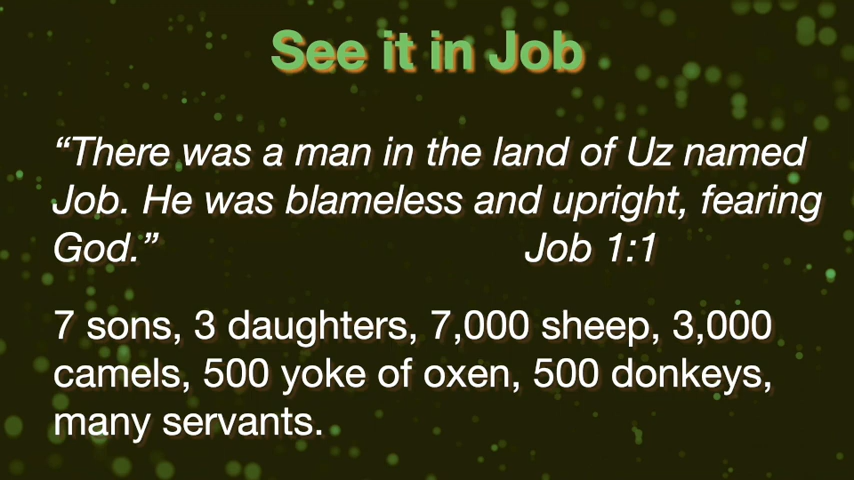 See it in Job
“There was a man in the land of Uz named
Job. He was blameless and upright, fearing
God.” Job 1:1
7 sons, 3 daughters, 7,000 sheep, 3,000
camels, 500 yoke of oxen, 500 donkeys,
many servants.